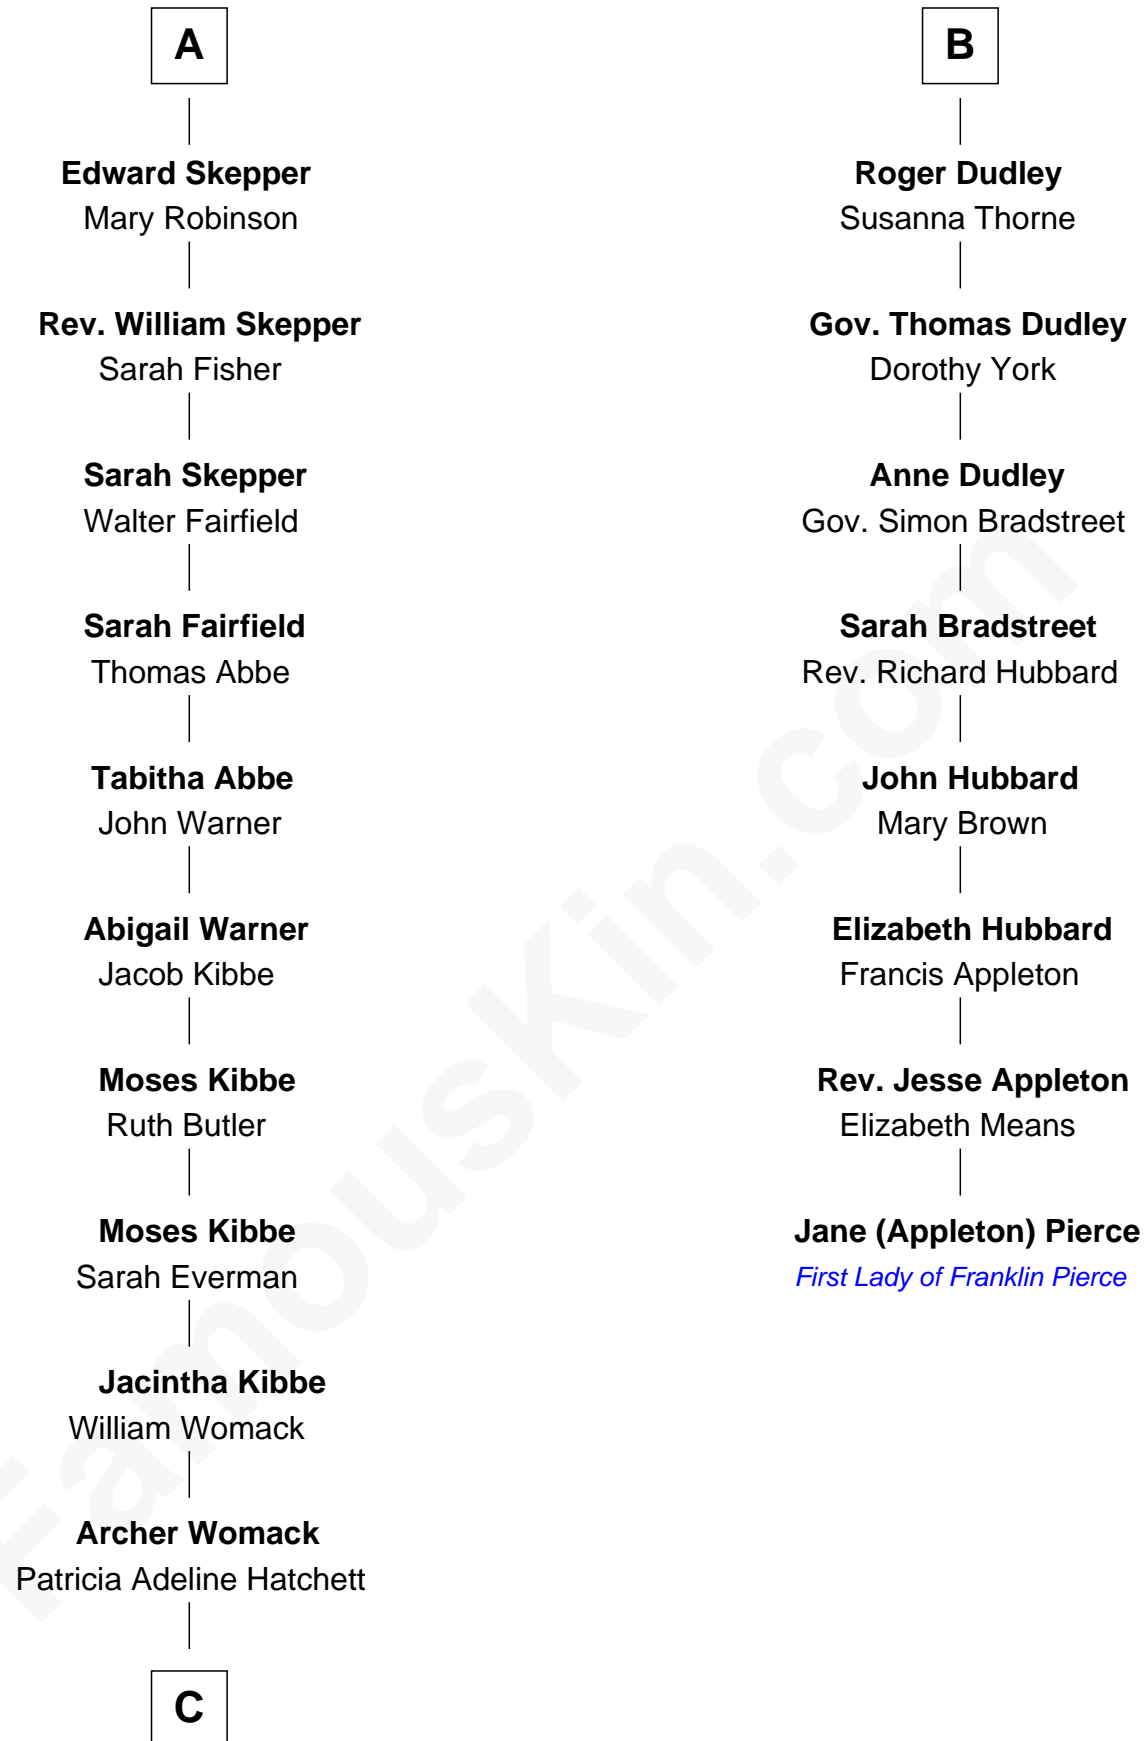 A
Edward Skepper
Mary Robinson
Rev. William Skepper
Sarah Fisher
Sarah Skepper
Walter Fairfield
Sarah Fairfield
Thomas Abbe
Tabitha Abbe
John Warner
Abigail Warner
Jacob Kibbe
Moses Kibbe
Ruth Butler
Moses Kibbe
Sarah Everman
Jacintha Kibbe
William Womack
Archer Womack
Patricia Adeline Hatchett
C
B
Roger Dudley
Susanna Thorne
Gov. Thomas Dudley
Dorothy York
Anne Dudley
Gov. Simon Bradstreet
Sarah Bradstreet
Rev. Richard Hubbard
John Hubbard
Mary Brown
Elizabeth Hubbard
Francis Appleton
Rev. Jesse Appleton
Elizabeth Means
Jane (Appleton) Pierce
First Lady of Franklin Pierce
FamousKin.com